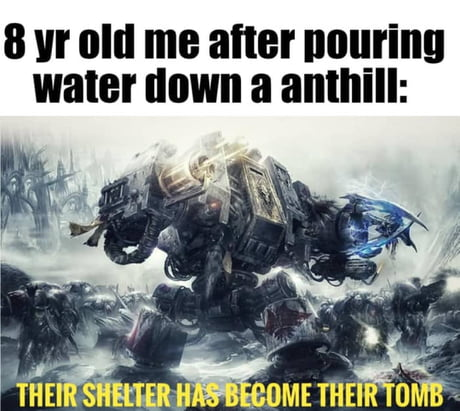 8 yr old me after pouring
water down a anthill:
THEIR SHELTER HAS BECOME THEIR TOMB